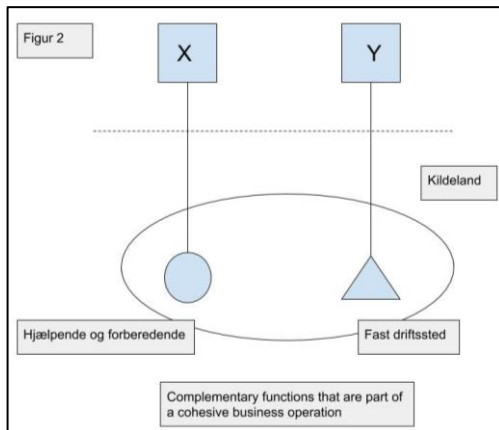 Figur 2
X
Y
Kildeland
Hjælpende og forberedende
Fast driftssted
Complementary functions that are part of
a cohesive business operation